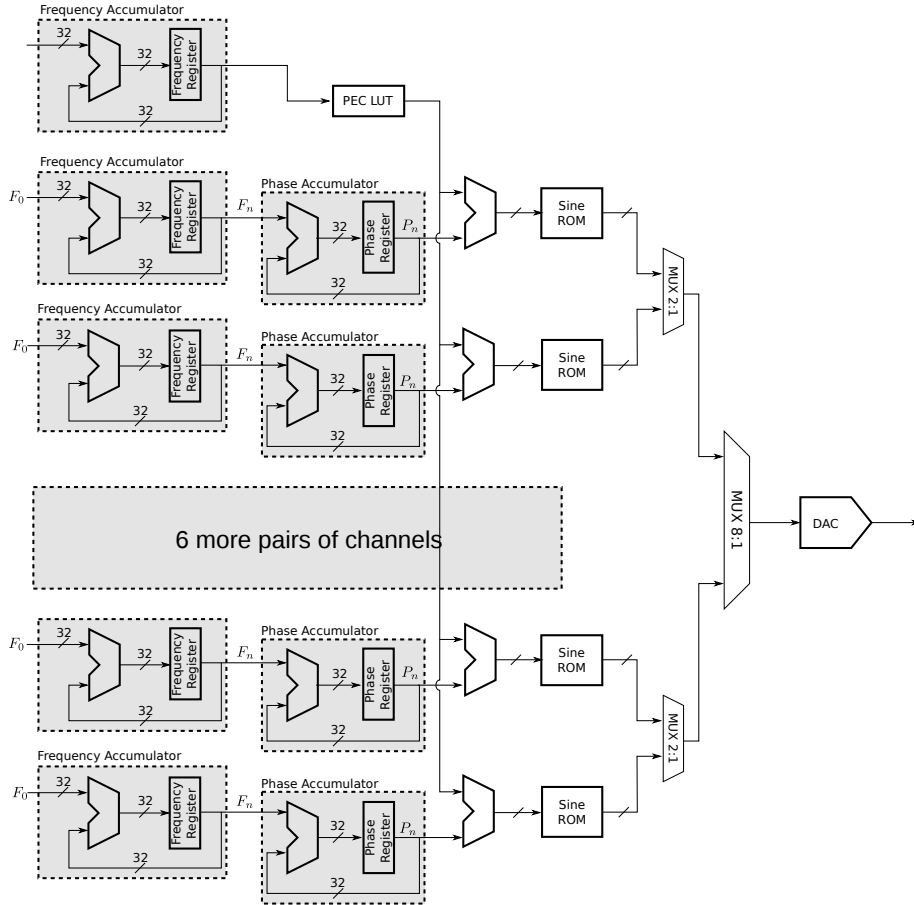 Frequency Accumulator
32
32
Frequency
Register
32
PEC LUT
Frequency Accumulator
F0
32
32
Frequency
Register
32
Fn
Phase Accumulator
32
Phase
Register
32
Pn
Sine
ROM
MUX 2:1
Frequency Accumulator
F0
32
32
Frequency
Register
32
Fn
Phase Accumulator
32
Phase
Register
32
Pn
Sine
ROM
6 more pairs of channels
MUX 8:1
DAC
F0
32
32
Frequency
Register
32
Fn
Phase Accumulator
32
Phase
Register
32
Pn
Sine
ROM
MUX 2:1
Frequency Accumulator
F0
32
32
Frequency
Register
32
Fn
Phase Accumulator
32
Phase
Register
32
Pn
Sine
ROM